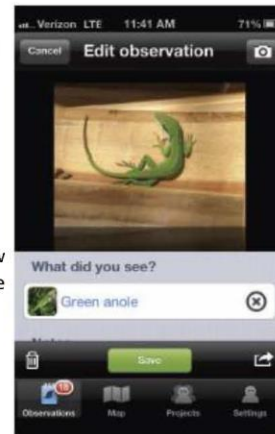 Verizon LTE 11:41 AM 71%
Cancel Edit observation
What did you see?
Green anole
Save
18
Observations Map Projects Settings